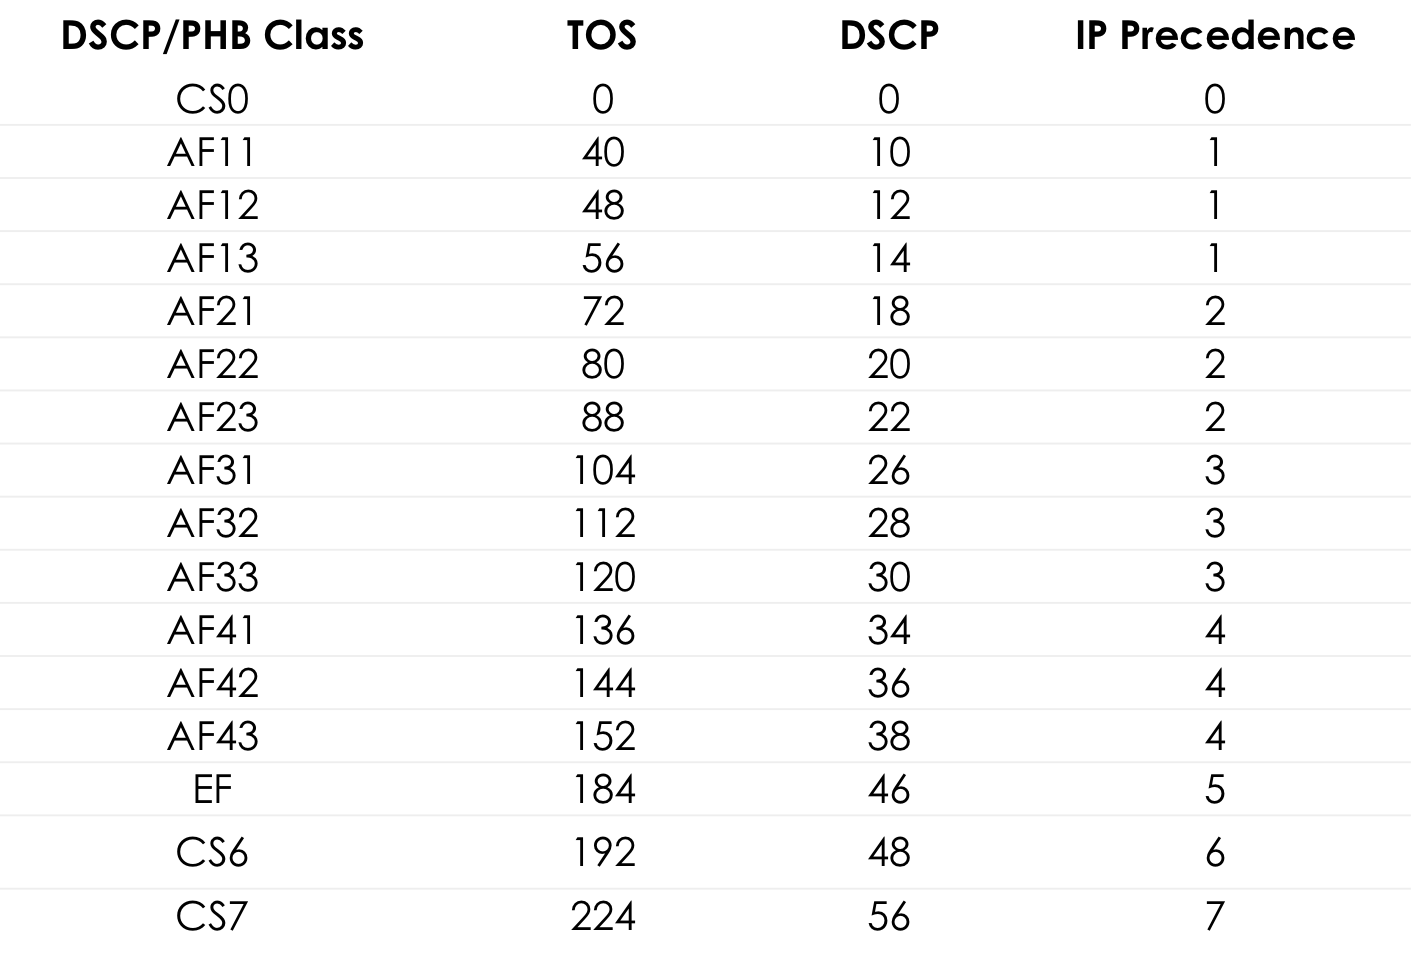 DSCP/PHB Class TOS DSCP IP Precedence
CS0 0 0 0
AF11 40 10 1
AF12 48 12 1
AF13 56 14 1
AF21 72 18 2
AF22 80 20 2
AF23 88 22 2
AF31 104 26 3
AF32 112 28 3
AF33 120 30 3
AF41 136 34 4
AF42 144 36 4
AF43 152 38 4
EF 184 46 5
CS6 192 48 6
CS7 224 56 7